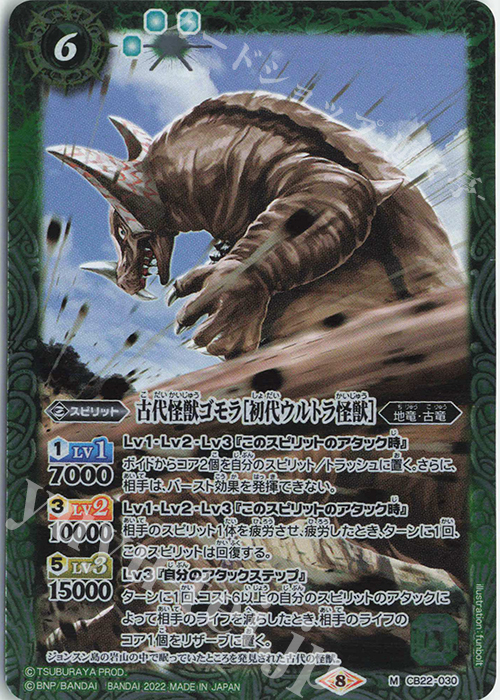 6
古代怪獣ゴモラ[初代ウルトラ怪獣]
スピリット
地竜・古竜
1 LV1
7000
Lv1・Lv2・Lv3『このスピリットのアタック時』
ボイドからコア2個を自分のスピリット/トラッシュに置く。さらに、
相手は、バースト効果を発揮できない。
3 LV2
10000
Lv1・Lv2・Lv3『このスピリットのアタック時』
相手のスピリット1体を疲労させ、疲労したとき、ターンに1回、
このスピリットは回復する。
5 LV3
15000
Lv3『自分のアタックステップ』
ターンに1回、コスト6以上の自分のスピリットのアタックに
よって相手のライフを減らしたとき、相手のライフの
コア1個をリザーブに置く。
ジョンスン島の岩山の中で眠っていたところを発見された古代の怪獣。
illustration : funbolt
©TSUBURAYA PROD.
©BNP/BANDAI BANDAI 2022 MADE IN JAPAN
8
M CB22-030